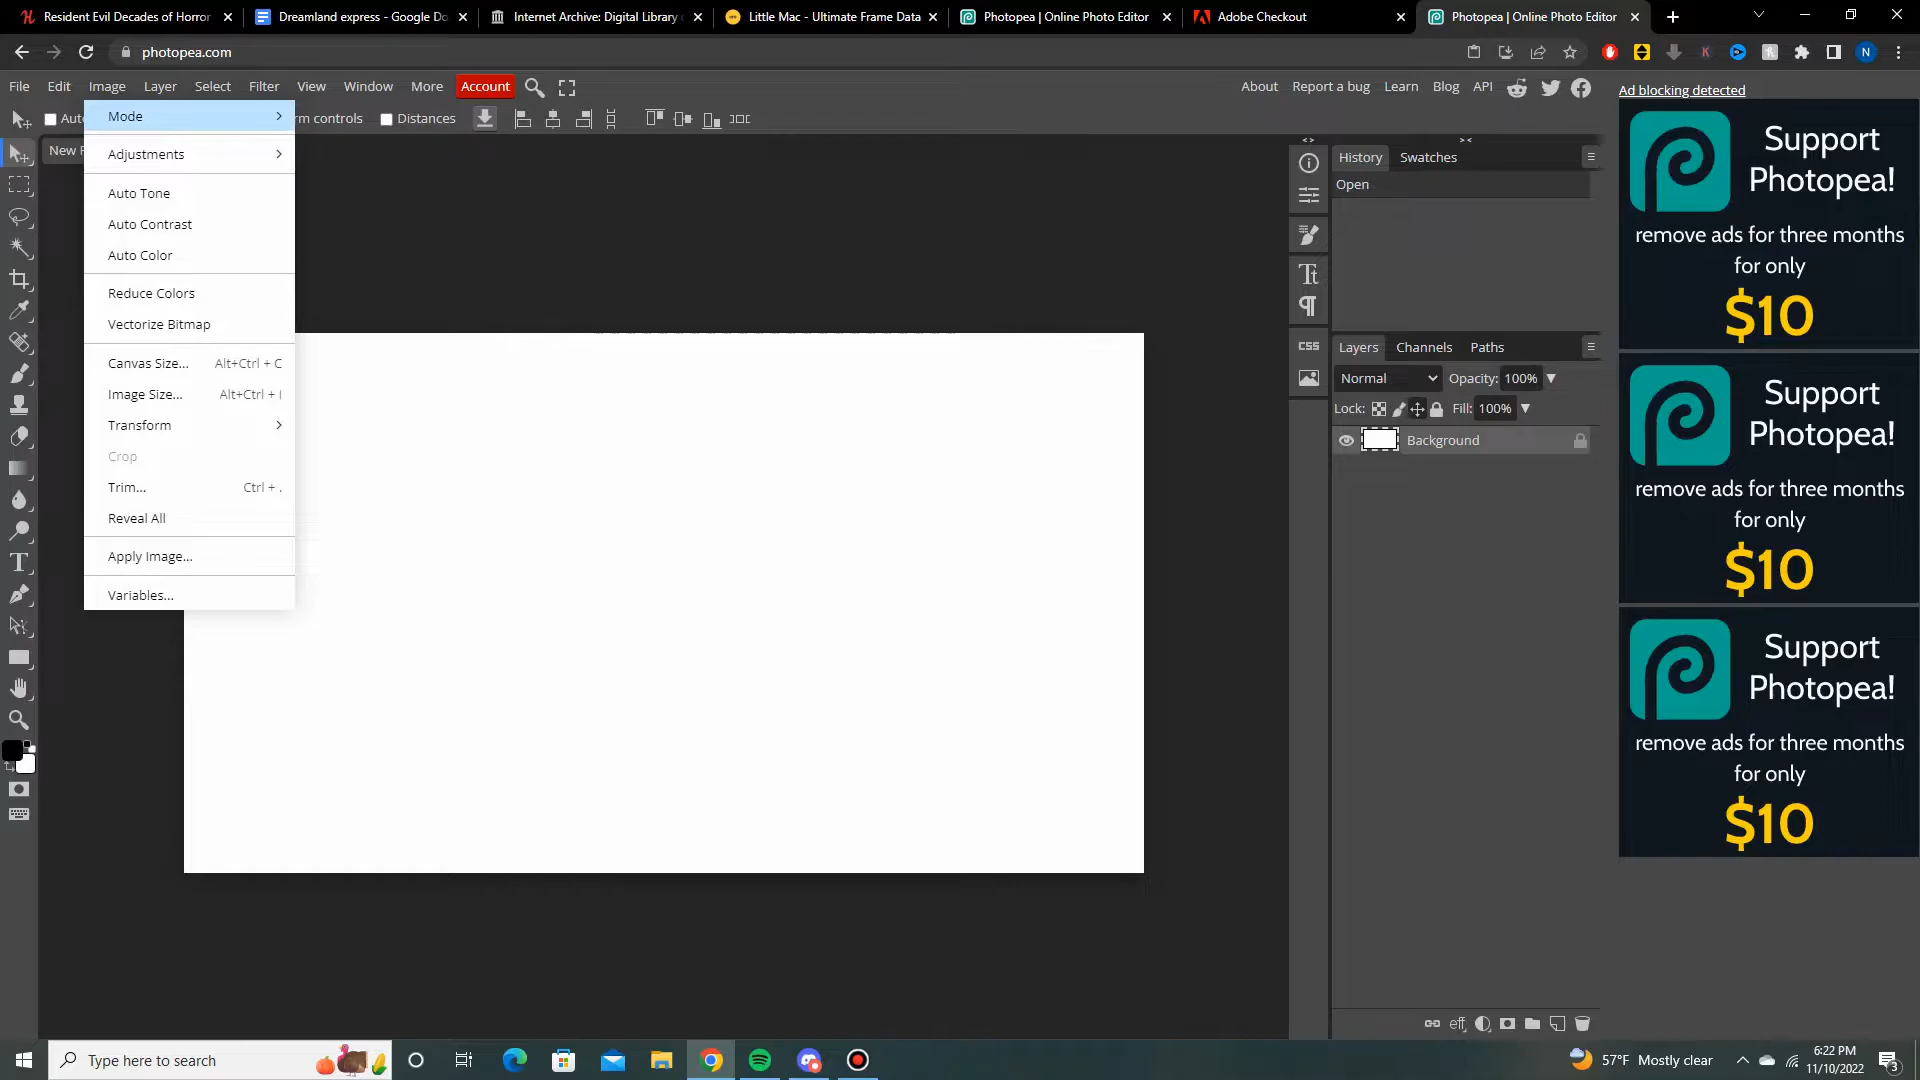 Resident Evil Decades of Horror
Dreamland express - Google Do
Internet Archive: Digital Library
Little Mac - Ultimate Frame Data
Photopea | Online Photo Editor
Adobe Checkout
Photopea | Online Photo Editor
photopea.com
N
File Edit Image Layer Select Filter View Window More Account
About Report a bug Learn Blog API
Ad blocking detected
Distances
Mode
Adjustments
Auto Tone
Auto Contrast
Auto Color
Reduce Colors
Vectorize Bitmap
Canvas Size... Alt+Ctrl + C
Image Size... Alt+Ctrl + I
Transform
Crop
Trim... Ctrl + .
Reveal All
Apply Image...
Variables...
rm controls
New
CSS
History Swatches
Open
Layers Channels Paths
Normal Opacity: 100%
Lock: Fill: 100%
Background
eff
Support
Photopea!
remove ads for three months
for only
$10
Support
Photopea!
remove ads for three months
for only
$10
Support
Photopea!
remove ads for three months
for only
$10
Type here to search
57°F Mostly clear
6:22 PM
11/10/2022
3